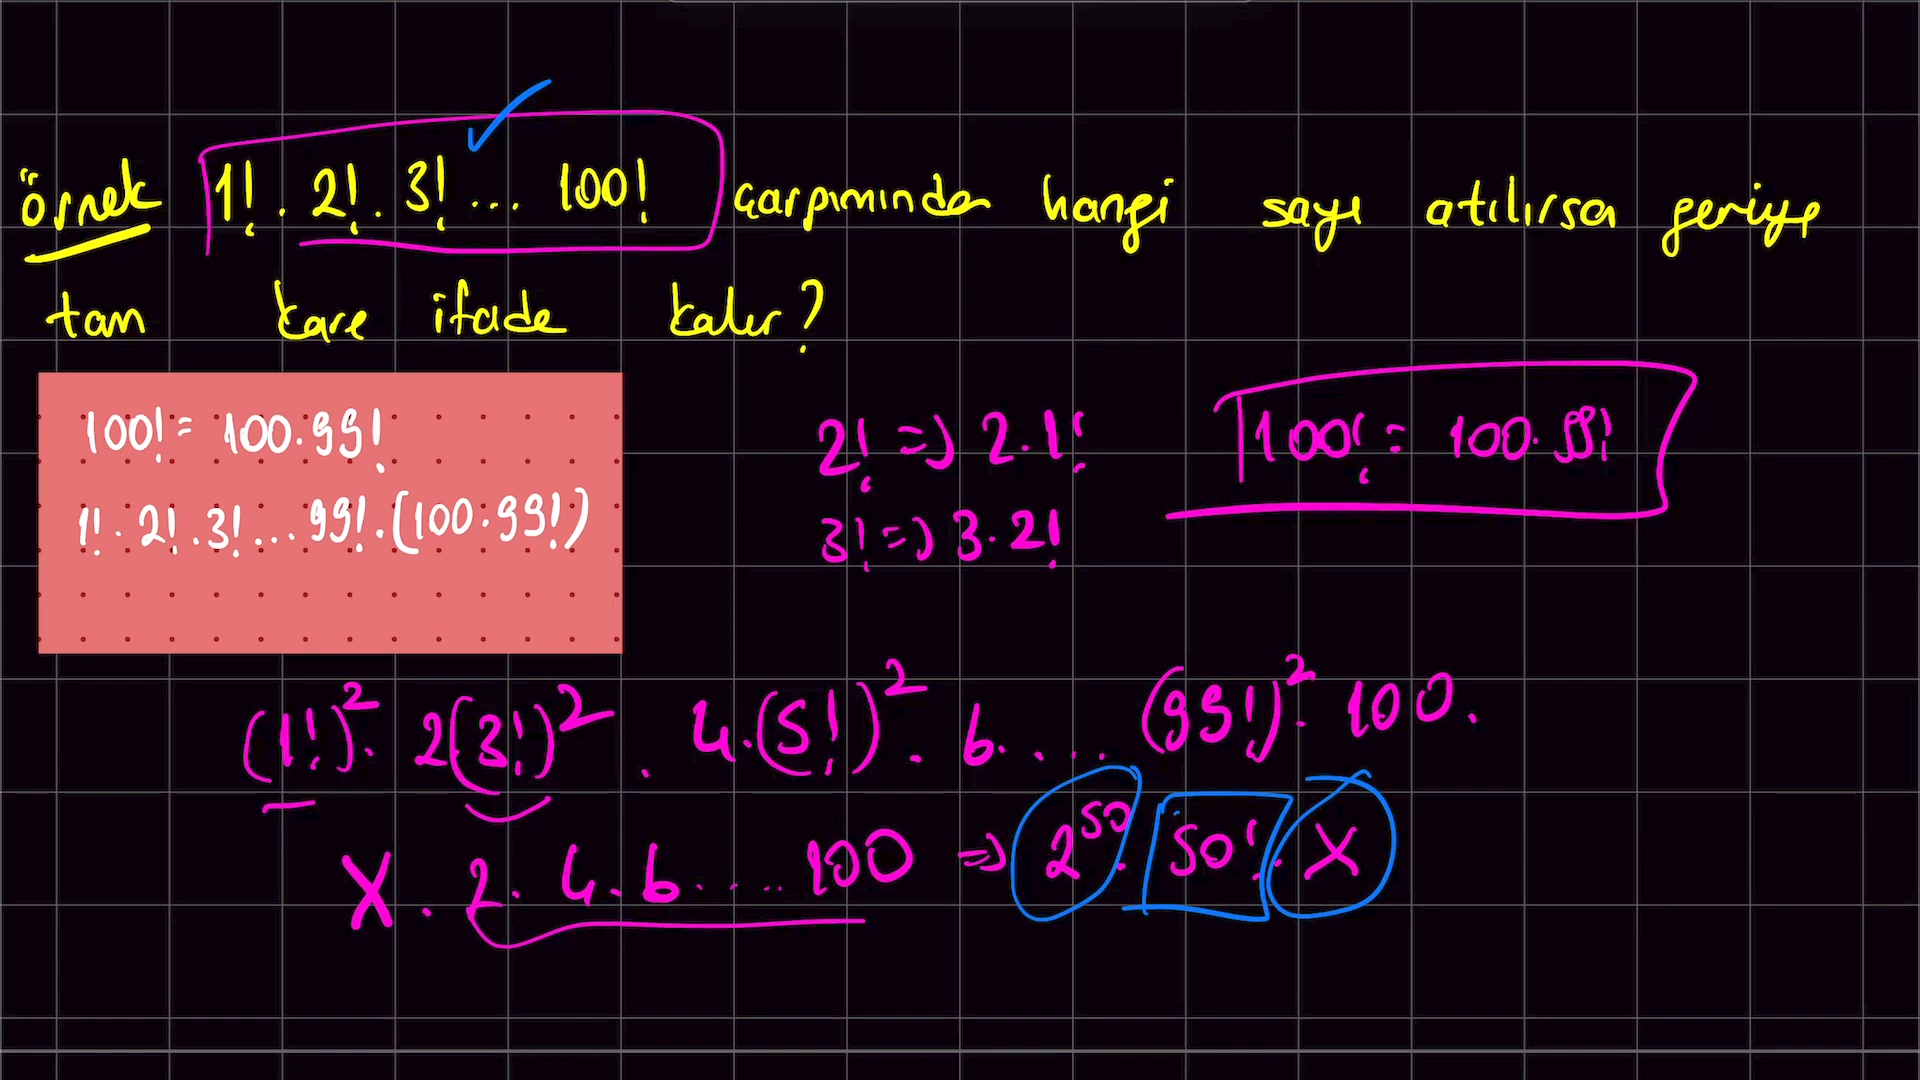 örnek 1! . 2! . 3! ... 100! çarpımından hangi sayı atılırsa geriye
tam kare ifade kalır?
100! = 100.99!
1! . 2! . 3! ... 99! . (100.99!)
2! => 2.1!
3! => 3.2!
100! = 100.99!
(1!)². 2(3!)² . 4.(5!)² . 6. .... (99!)². 100.
X . 2. 4. 6. .... 100 => 2⁵⁰. 50! . X